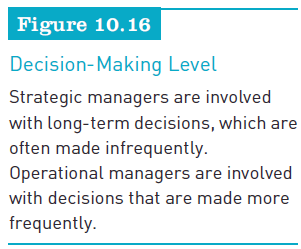 Figure 10.16
Decision-Making Level
Strategic managers are involved
with long-term decisions, which are
often made infrequently.
Operational managers are involved
with decisions that are made more
frequently.